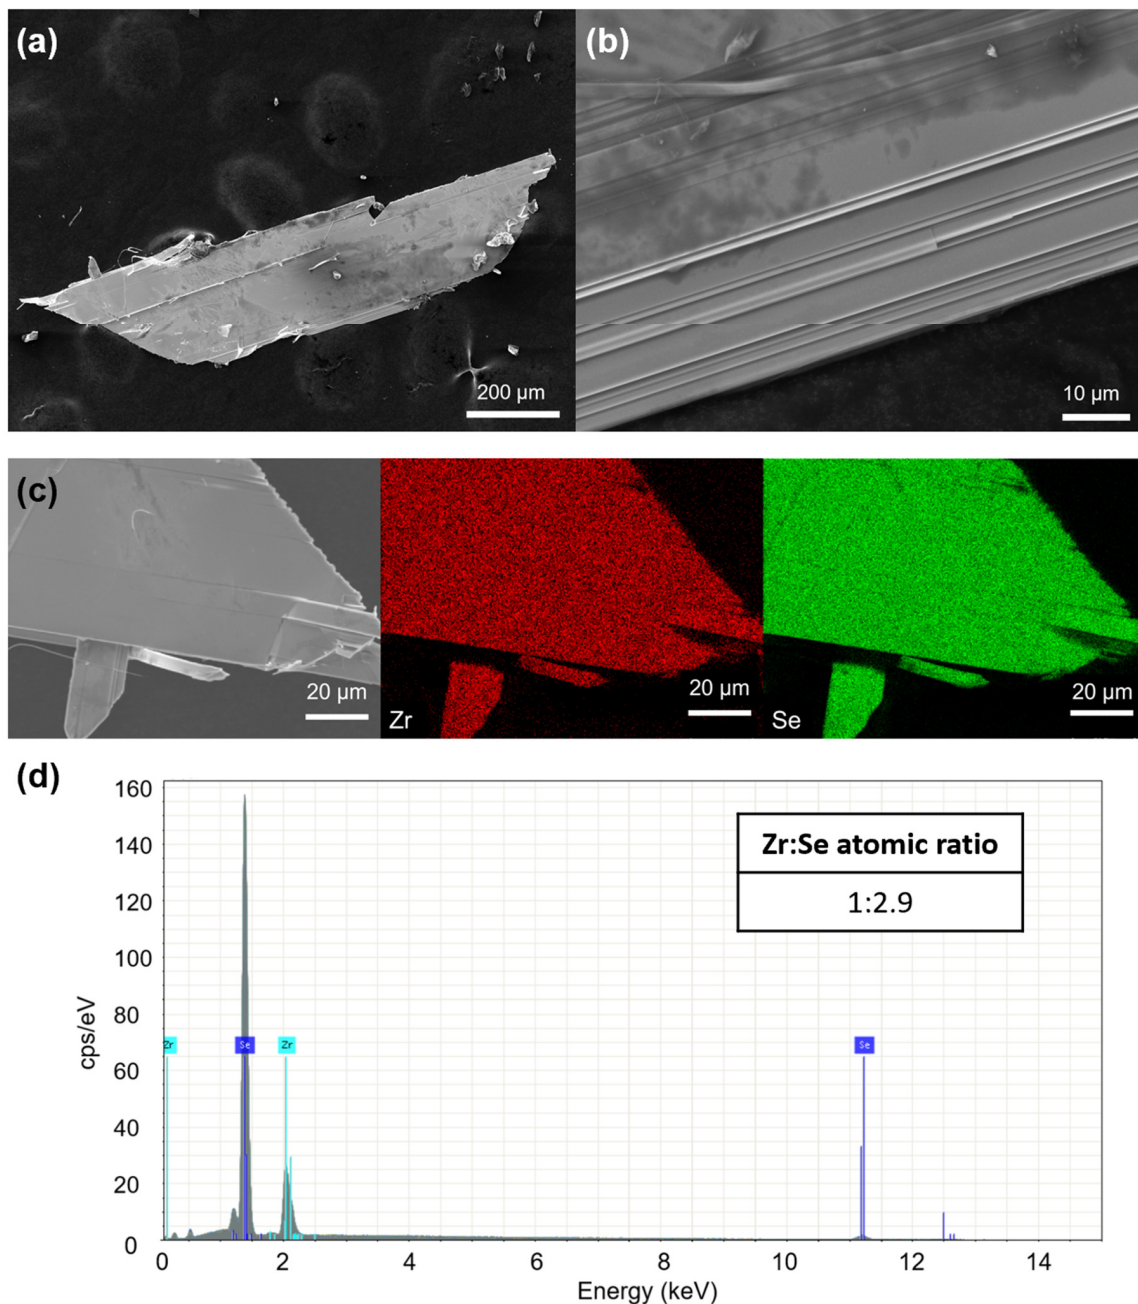 (a)
200 µm
(b)
10 µm
(c)
20 µm
Zr
20 µm
Se
20 µm
(d)
160
140
120
100
80
60
40
20
0
cps/eV
Zr
Se
Zr
Se
Zr:Se atomic ratio
1:2.9
0
2
4
6
8
10
12
14
Energy (keV)